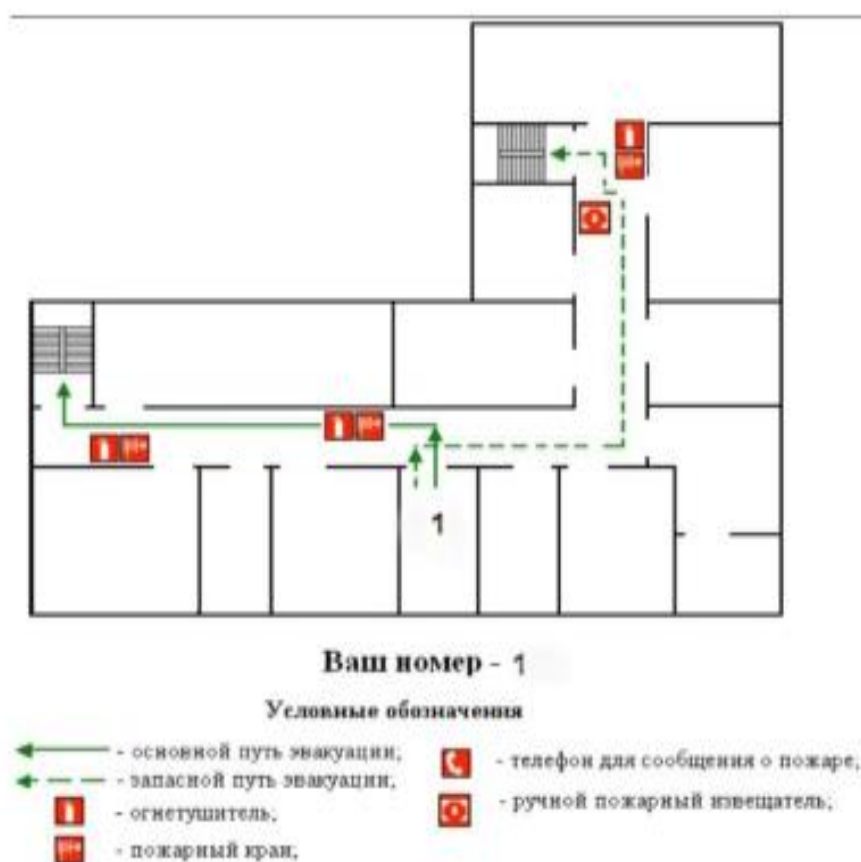 1
Ваш номер - 1
Условные обозначения
- основной путь эвакуации;
- запасной путь эвакуации;
- огнетушитель;
- пожарный кран;
- телефон для сообщения о пожаре;
- ручной пожарный извещатель;